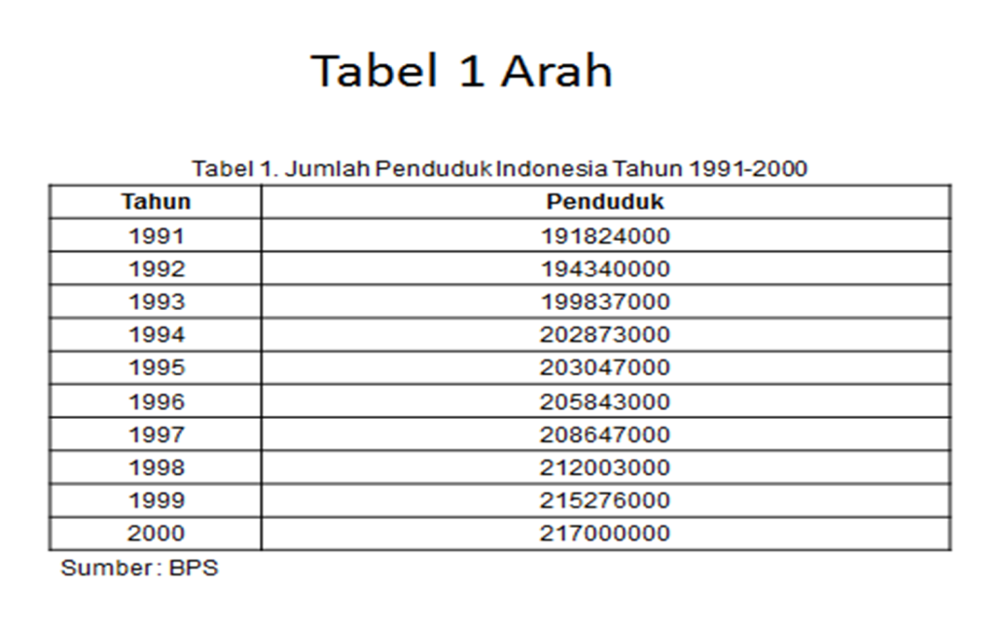 Tabel 1 Arah
Tabel 1. Jumlah Penduduk Indonesia Tahun 1991-2000
Tahun Penduduk
1991 191824000
1992 194340000
1993 199837000
1994 202873000
1995 203047000
1996 205843000
1997 208647000
1998 212003000
1999 215276000
2000 217000000
Sumber : BPS